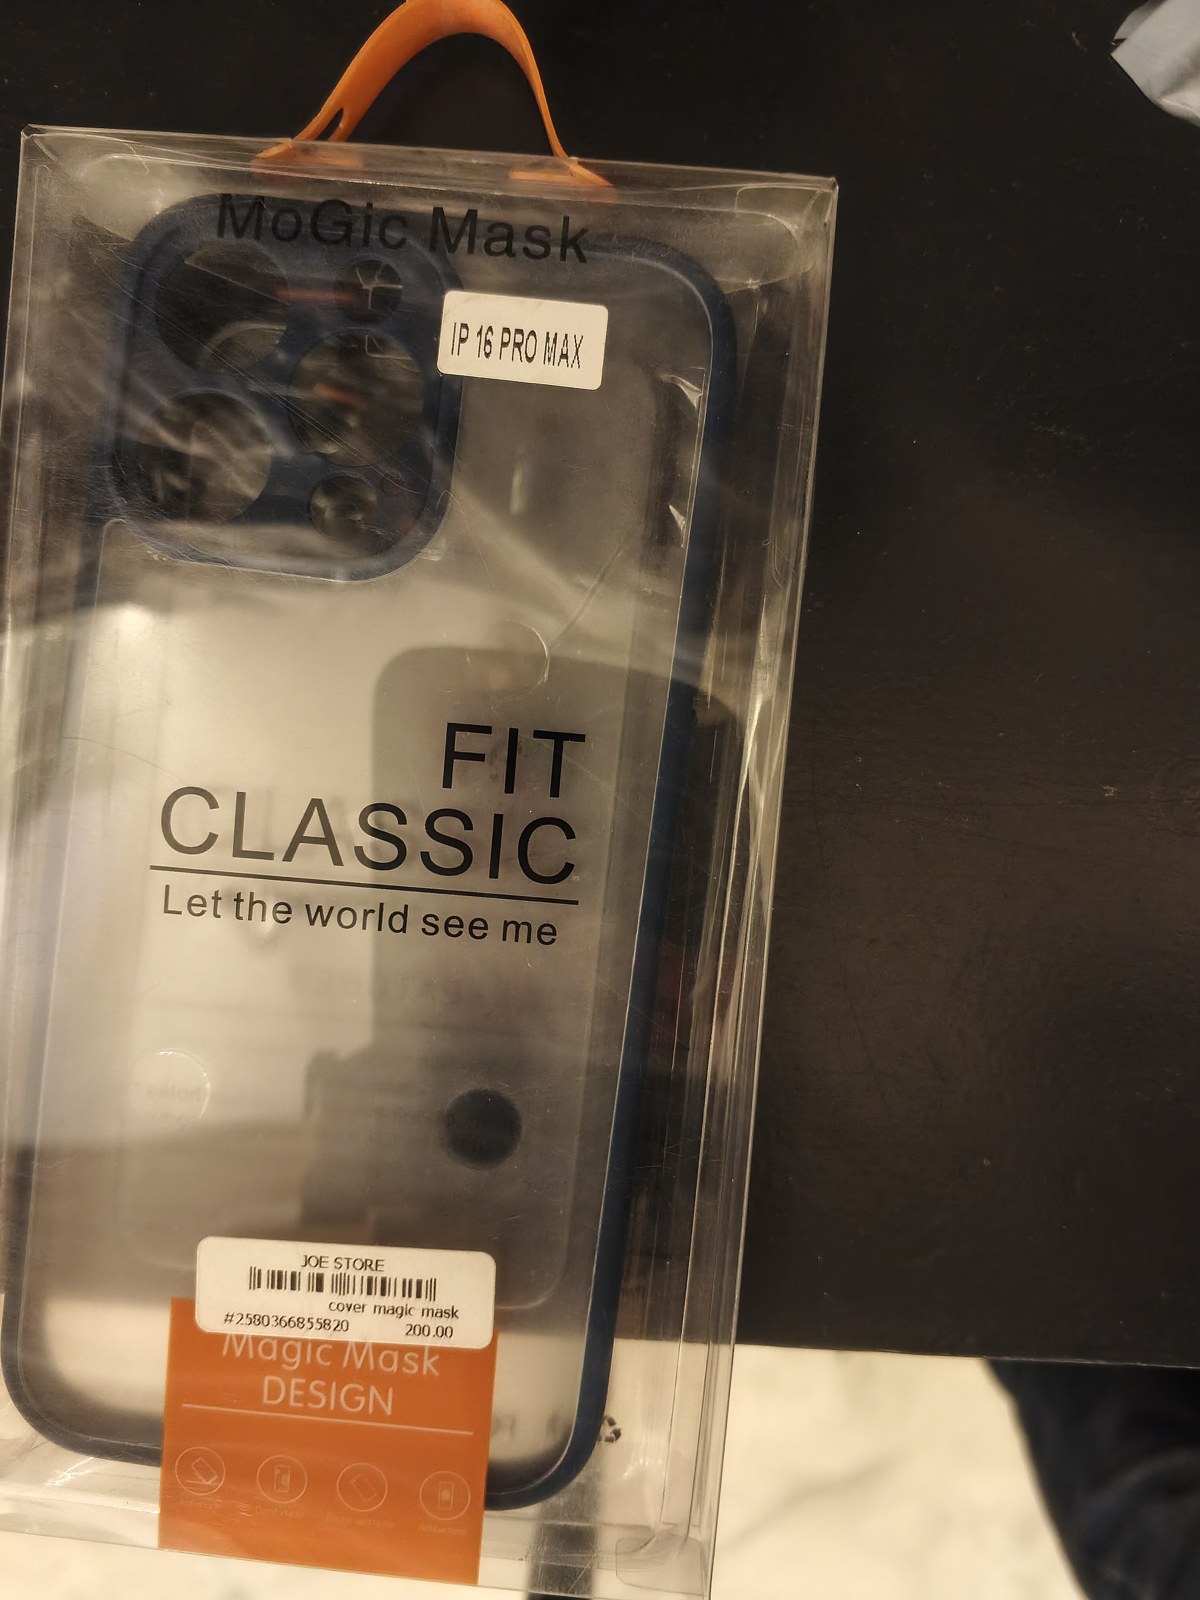 MoGic Mask
IP 16 PRO MAX
FIT
CLASSIC
Let the world see me
JOE STORE
cover magic mask
#2580366855820 200.00
Magic Mask
DESIGN